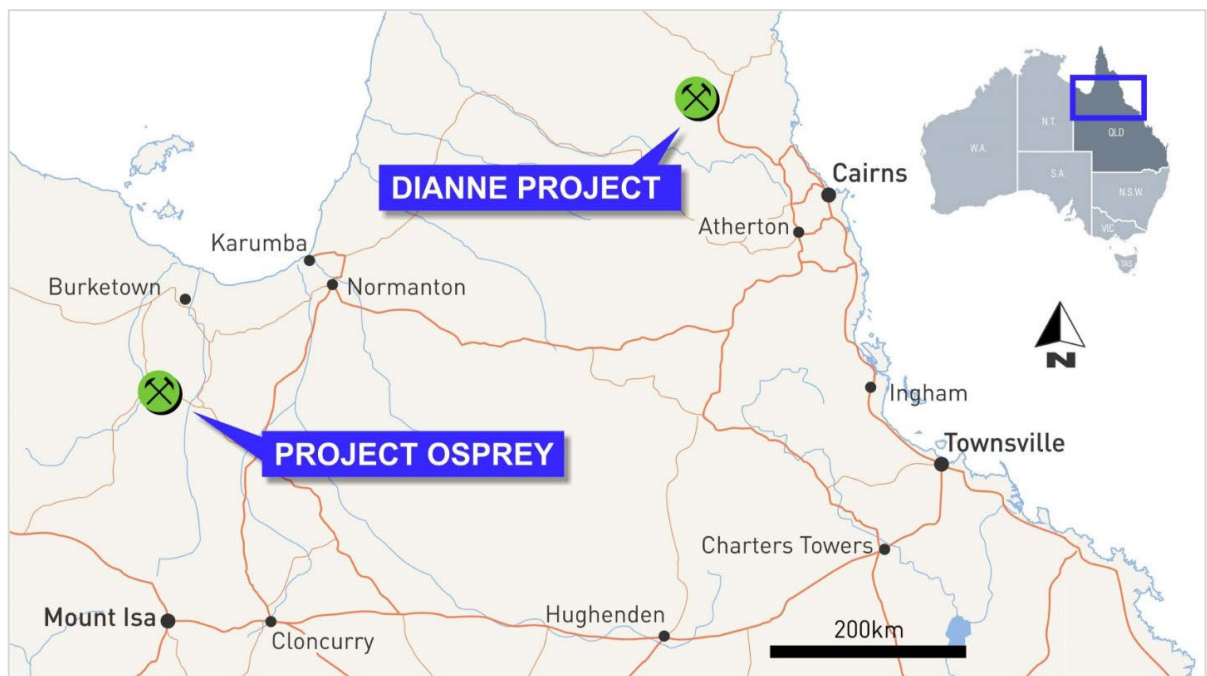 DIANNE PROJECT
Cairns
Atherton
Karumba
Burketown
Normanton
Ingham
PROJECT OSPREY
Townsville
Charters Towers
Mount Isa
Cloncurry
Hughenden
200km
N.T.
QLD
W.A.
S.A.
N.S.W.
VIC
TAS
N